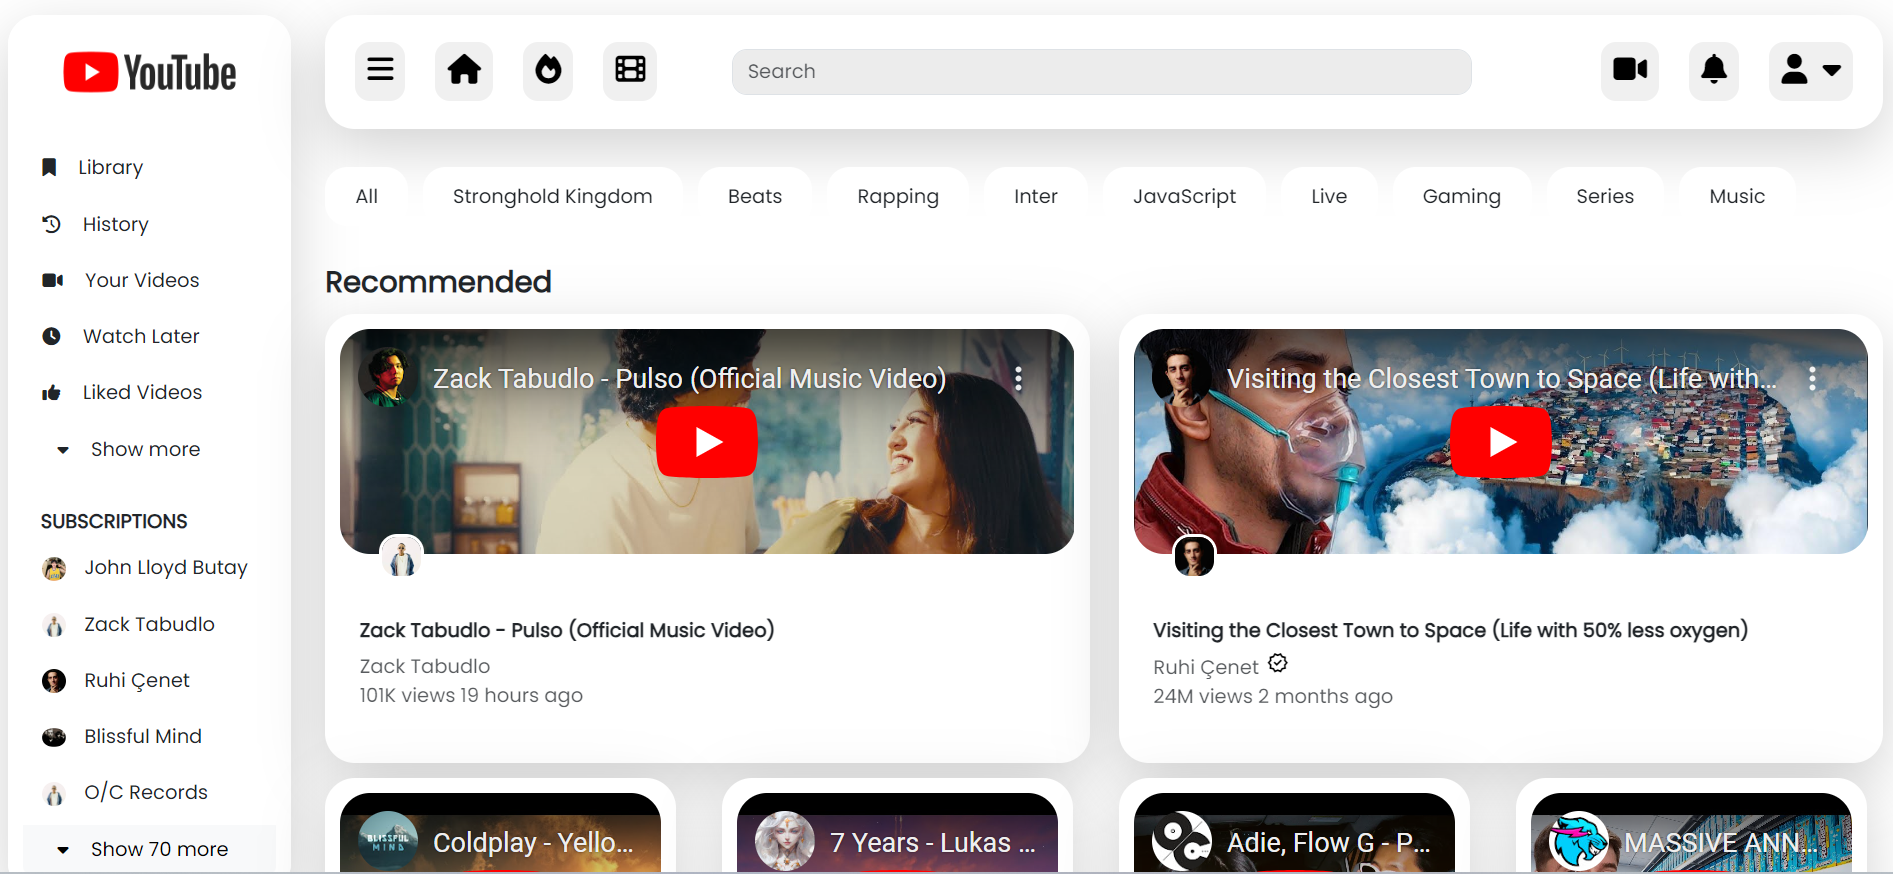 YouTube
Search
Library
History
Your Videos
Watch Later
Liked Videos
Show more
SUBSCRIPTIONS
John Lloyd Butay
Zack Tabudlo
Ruhi Çenet
Blissful Mind
O/C Records
Show 70 more
All
Stronghold Kingdom
Beats
Rapping
Inter
JavaScript
Live
Gaming
Series
Music
Recommended
Zack Tabudlo - Pulso (Official Music Video)
Zack Tabudlo - Pulso (Official Music Video)
Zack Tabudlo
101K views 19 hours ago
Visiting the Closest Town to Space (Life with...
Visiting the Closest Town to Space (Life with 50% less oxygen)
Ruhi Çenet
24M views 2 months ago
BLISSFUL
MIND
Coldplay - Yello...
7 Years - Lukas ...
Adie, Flow G - P...
MASSIVE ANN...